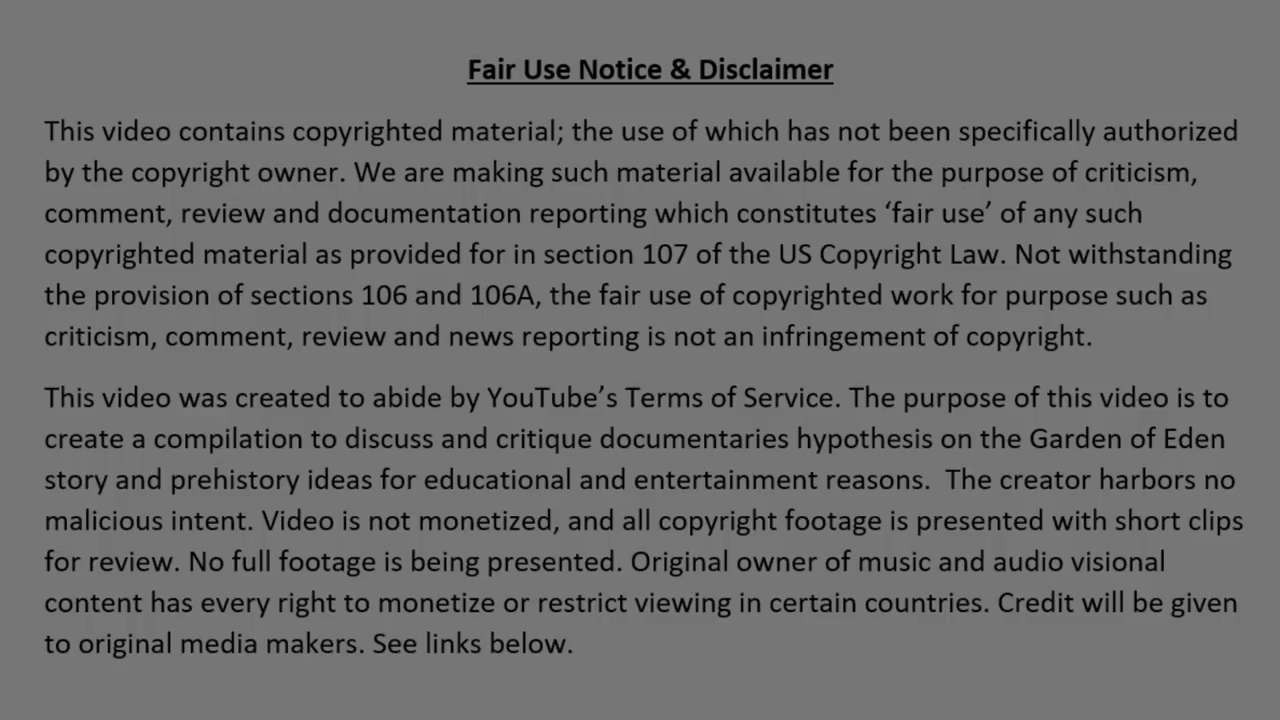 Fair Use Notice & Disclaimer
This video contains copyrighted material; the use of which has not been specifically authorized
by the copyright owner. We are making such material available for the purpose of criticism,
comment, review and documentation reporting which constitutes ‘fair use’ of any such
copyrighted material as provided for in section 107 of the US Copyright Law. Not withstanding
the provision of sections 106 and 106A, the fair use of copyrighted work for purpose such as
criticism, comment, review and news reporting is not an infringement of copyright.
This video was created to abide by YouTube’s Terms of Service. The purpose of this video is to
create a compilation to discuss and critique documentaries hypothesis on the Garden of Eden
story and prehistory ideas for educational and entertainment reasons.  The creator harbors no
malicious intent. Video is not monetized, and all copyright footage is presented with short clips
for review. No full footage is being presented. Original owner of music and audio visional
content has every right to monetize or restrict viewing in certain countries. Credit will be given
to original media makers. See links below.